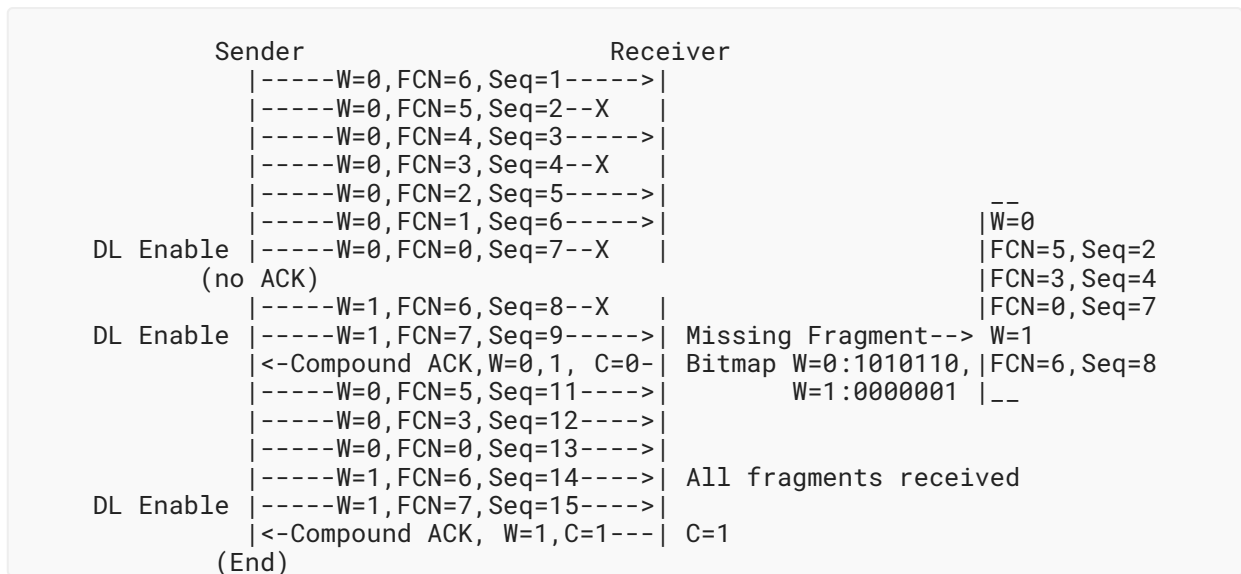 Sender                     Receiver
             |-----W=0,FCN=6,Seq=1----->|
             |-----W=0,FCN=5,Seq=2--X   |
             |-----W=0,FCN=4,Seq=3----->|
             |-----W=0,FCN=3,Seq=4--X   |
             |-----W=0,FCN=2,Seq=5----->|                      __
             |-----W=0,FCN=1,Seq=6----->|                     |W=0
   DL Enable |-----W=0,FCN=0,Seq=7--X   |                     |FCN=5,Seq=2
          (no ACK)                                            |FCN=3,Seq=4
             |-----W=1,FCN=6,Seq=8--X   |                     |FCN=0,Seq=7
   DL Enable |-----W=1,FCN=7,Seq=9----->| Missing Fragment--> W=1
             |<-Compound ACK,W=0,1, C=0-| Bitmap W=0:1010110,|FCN=6,Seq=8
             |-----W=0,FCN=5,Seq=11---->|        W=1:0000001 |__
             |-----W=0,FCN=3,Seq=12---->|
             |-----W=0,FCN=0,Seq=13---->|
             |-----W=1,FCN=6,Seq=14---->| All fragments received
   DL Enable |-----W=1,FCN=7,Seq=15---->|
             |<-Compound ACK, W=1,C=1---| C=1
           (End)